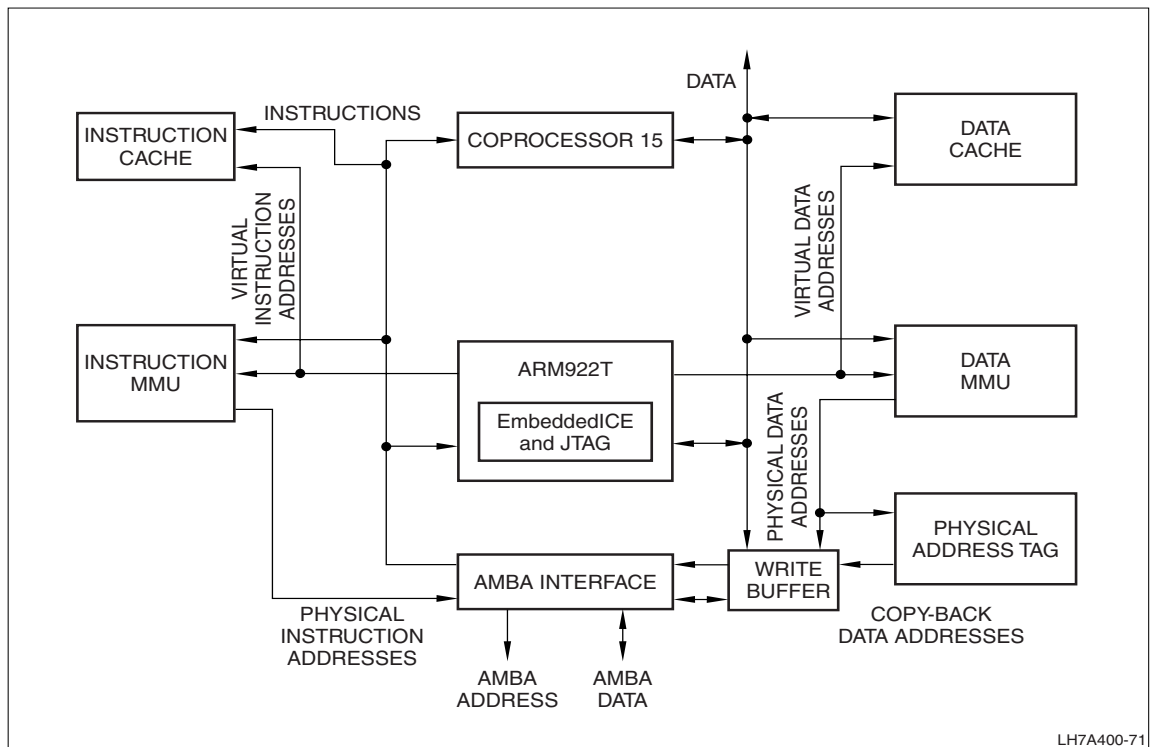 DATA
INSTRUCTIONS
INSTRUCTION
CACHE
COPROCESSOR 15
DATA
CACHE
VIRTUAL
INSTRUCTION
ADDRESSES
VIRTUAL DATA
ADDRESSES
INSTRUCTION
MMU
ARM922T
EmbeddedICE
and JTAG
DATA
MMU
PHYSICAL DATA
ADDRESSES
PHYSICAL
ADDRESS TAG
AMBA INTERFACE
WRITE
BUFFER
PHYSICAL
INSTRUCTION
ADDRESSES
COPY-BACK
DATA ADDRESSES
AMBA
ADDRESS
AMBA
DATA
LH7A400-71